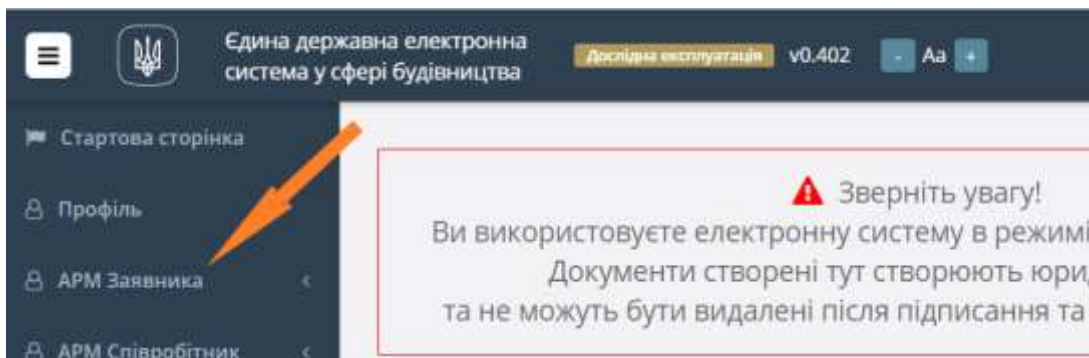 Єдина державна електронна
система у сфері будівництва
Дослідна експлуатація v0.402 - Aa +
Стартова сторінка
Профіль
АРМ Заявника
АРМ Співробітник
Зверніть увагу!
Ви використовуєте електронну систему в режимі
Документи створені тут створюють юри
та не можуть бути видалені після підписання та